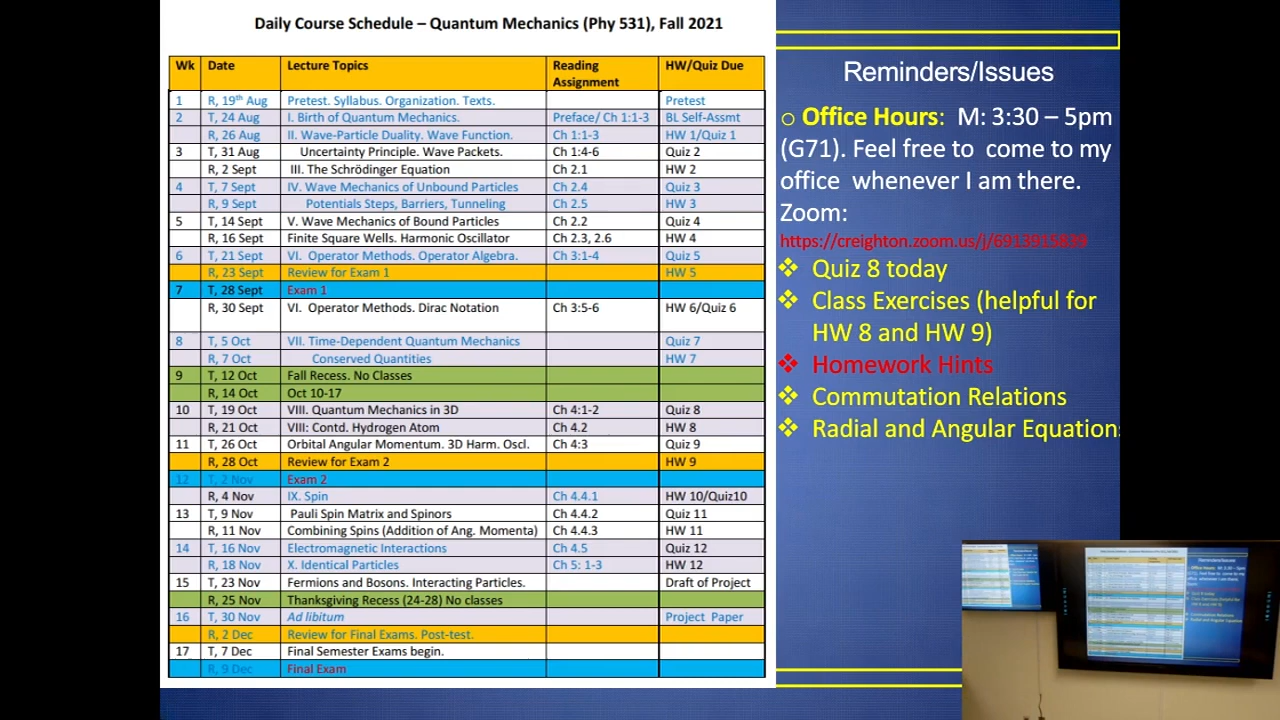 Daily Course Schedule – Quantum Mechanics (Phy 531), Fall 2021
Wk Date Lecture Topics Reading Assignment HW/Quiz Due
1 R, 19th Aug Pretest. Syllabus. Organization. Texts. Pretest
2 T, 24 Aug I. Birth of Quantum Mechanics. Preface/ Ch 1:1-3 BL Self-Assmt
R, 26 Aug II. Wave-Particle Duality. Wave Function. Ch 1:1-3 HW 1/Quiz 1
3 T, 31 Aug Uncertainty Principle. Wave Packets. Ch 1:4-6 Quiz 2
R, 2 Sept III. The Schrödinger Equation Ch 2.1 HW 2
4 T, 7 Sept IV. Wave Mechanics of Unbound Particles Ch 2.4 Quiz 3
R, 9 Sept Potentials Steps, Barriers, Tunneling Ch 2.5 HW 3
5 T, 14 Sept V. Wave Mechanics of Bound Particles Ch 2.2 Quiz 4
R, 16 Sept Finite Square Wells. Harmonic Oscillator Ch 2.3, 2.6 HW 4
6 T, 21 Sept VI. Operator Methods. Operator Algebra. Ch 3:1-4 Quiz 5
R, 23 Sept Review for Exam 1 HW 5
7 T, 28 Sept Exam 1
R, 30 Sept VI. Operator Methods. Dirac Notation Ch 3:5-6 HW 6/Quiz 6
8 T, 5 Oct VII. Time-Dependent Quantum Mechanics Quiz 7
R, 7 Oct Conserved Quantities HW 7
9 T, 12 Oct Fall Recess. No Classes
R, 14 Oct Oct 10-17
10 T, 19 Oct VIII. Quantum Mechanics in 3D Ch 4:1-2 Quiz 8
R, 21 Oct VIII: Contd. Hydrogen Atom Ch 4.2 HW 8
11 T, 26 Oct Orbital Angular Momentum. 3D Harm. Oscl. Ch 4:3 Quiz 9
R, 28 Oct Review for Exam 2 HW 9
12 T, 2 Nov Exam 2
R, 4 Nov IX. Spin Ch 4.4.1 HW 10/Quiz10
13 T, 9 Nov Pauli Spin Matrix and Spinors Ch 4.4.2 Quiz 11
R, 11 Nov Combining Spins (Addition of Ang. Momenta) Ch 4.4.3 HW 11
14 T, 16 Nov Electromagnetic Interactions Ch 4.5 Quiz 12
R, 18 Nov X. Identical Particles Ch 5: 1-3 HW 12
15 T, 23 Nov Fermions and Bosons. Interacting Particles. Draft of Project
R, 25 Nov Thanksgiving Recess (24-28) No classes
16 T, 30 Nov Ad libitum Project Paper
R, 2 Dec Review for Final Exams. Post-test.
17 T, 7 Dec Final Semester Exams begin.
R, 9 Dec Final Exam
Reminders/Issues
Office Hours: M: 3:30 – 5pm
(G71). Feel free to come to my
office whenever I am there.
Zoom:
https://creighton.zoom.us/j/6913915839
Quiz 8 today
Class Exercises (helpful for
HW 8 and HW 9)
Homework Hints
Commutation Relations
Radial and Angular Equation